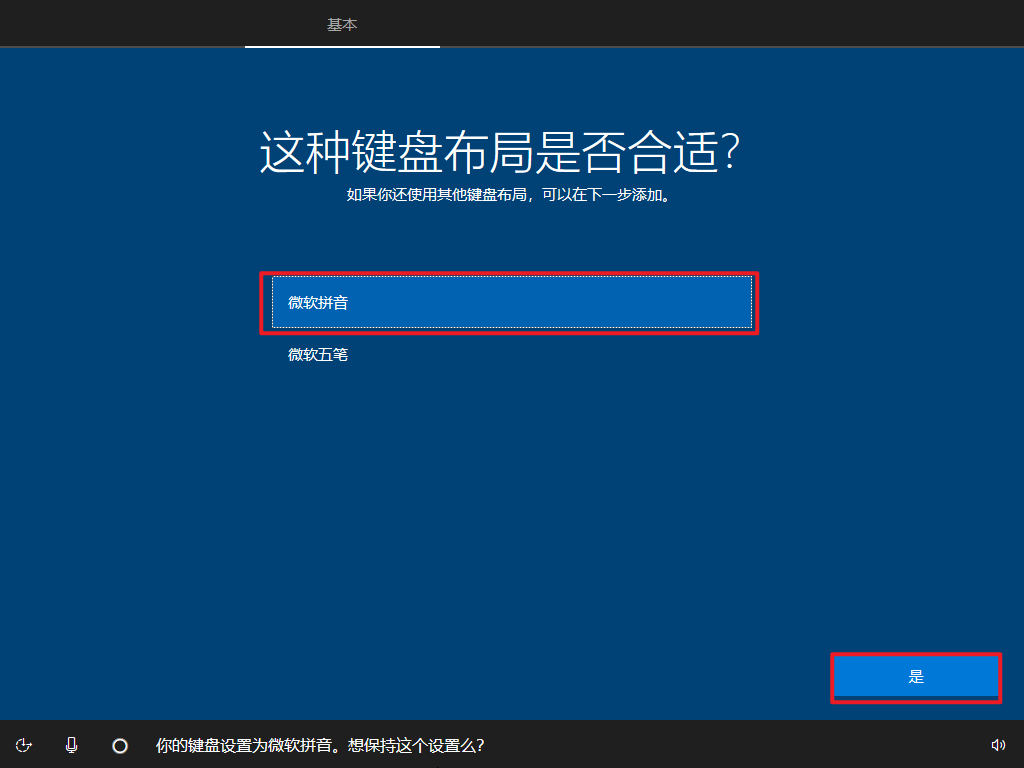 基本
这种键盘布局是否合适?
如果你还使用其他键盘布局，可以在下一步添加。
微软拼音
微软五笔
是
你的键盘设置为微软拼音。想保持这个设置么?